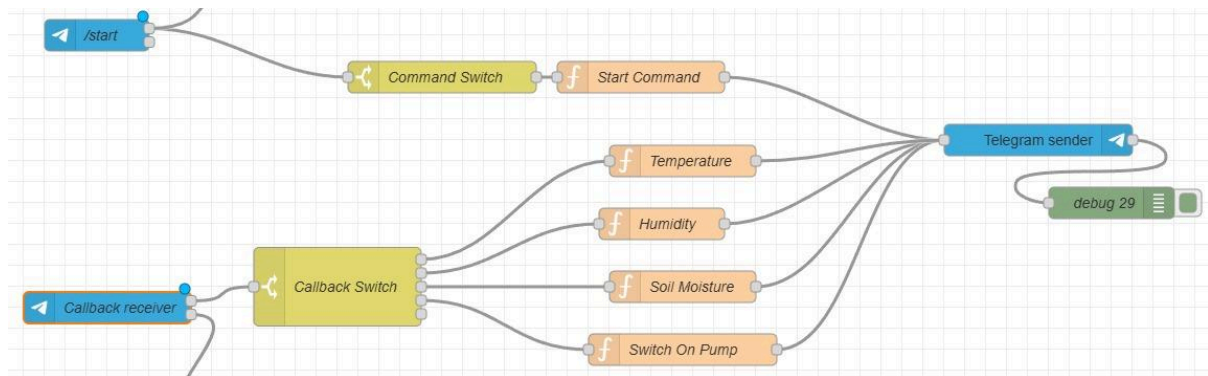 /start
Command Switch
Start Command
Telegram sender
Temperature
debug 29
Humidity
Callback Switch
Soil Moisture
Callback receiver
Switch On Pump